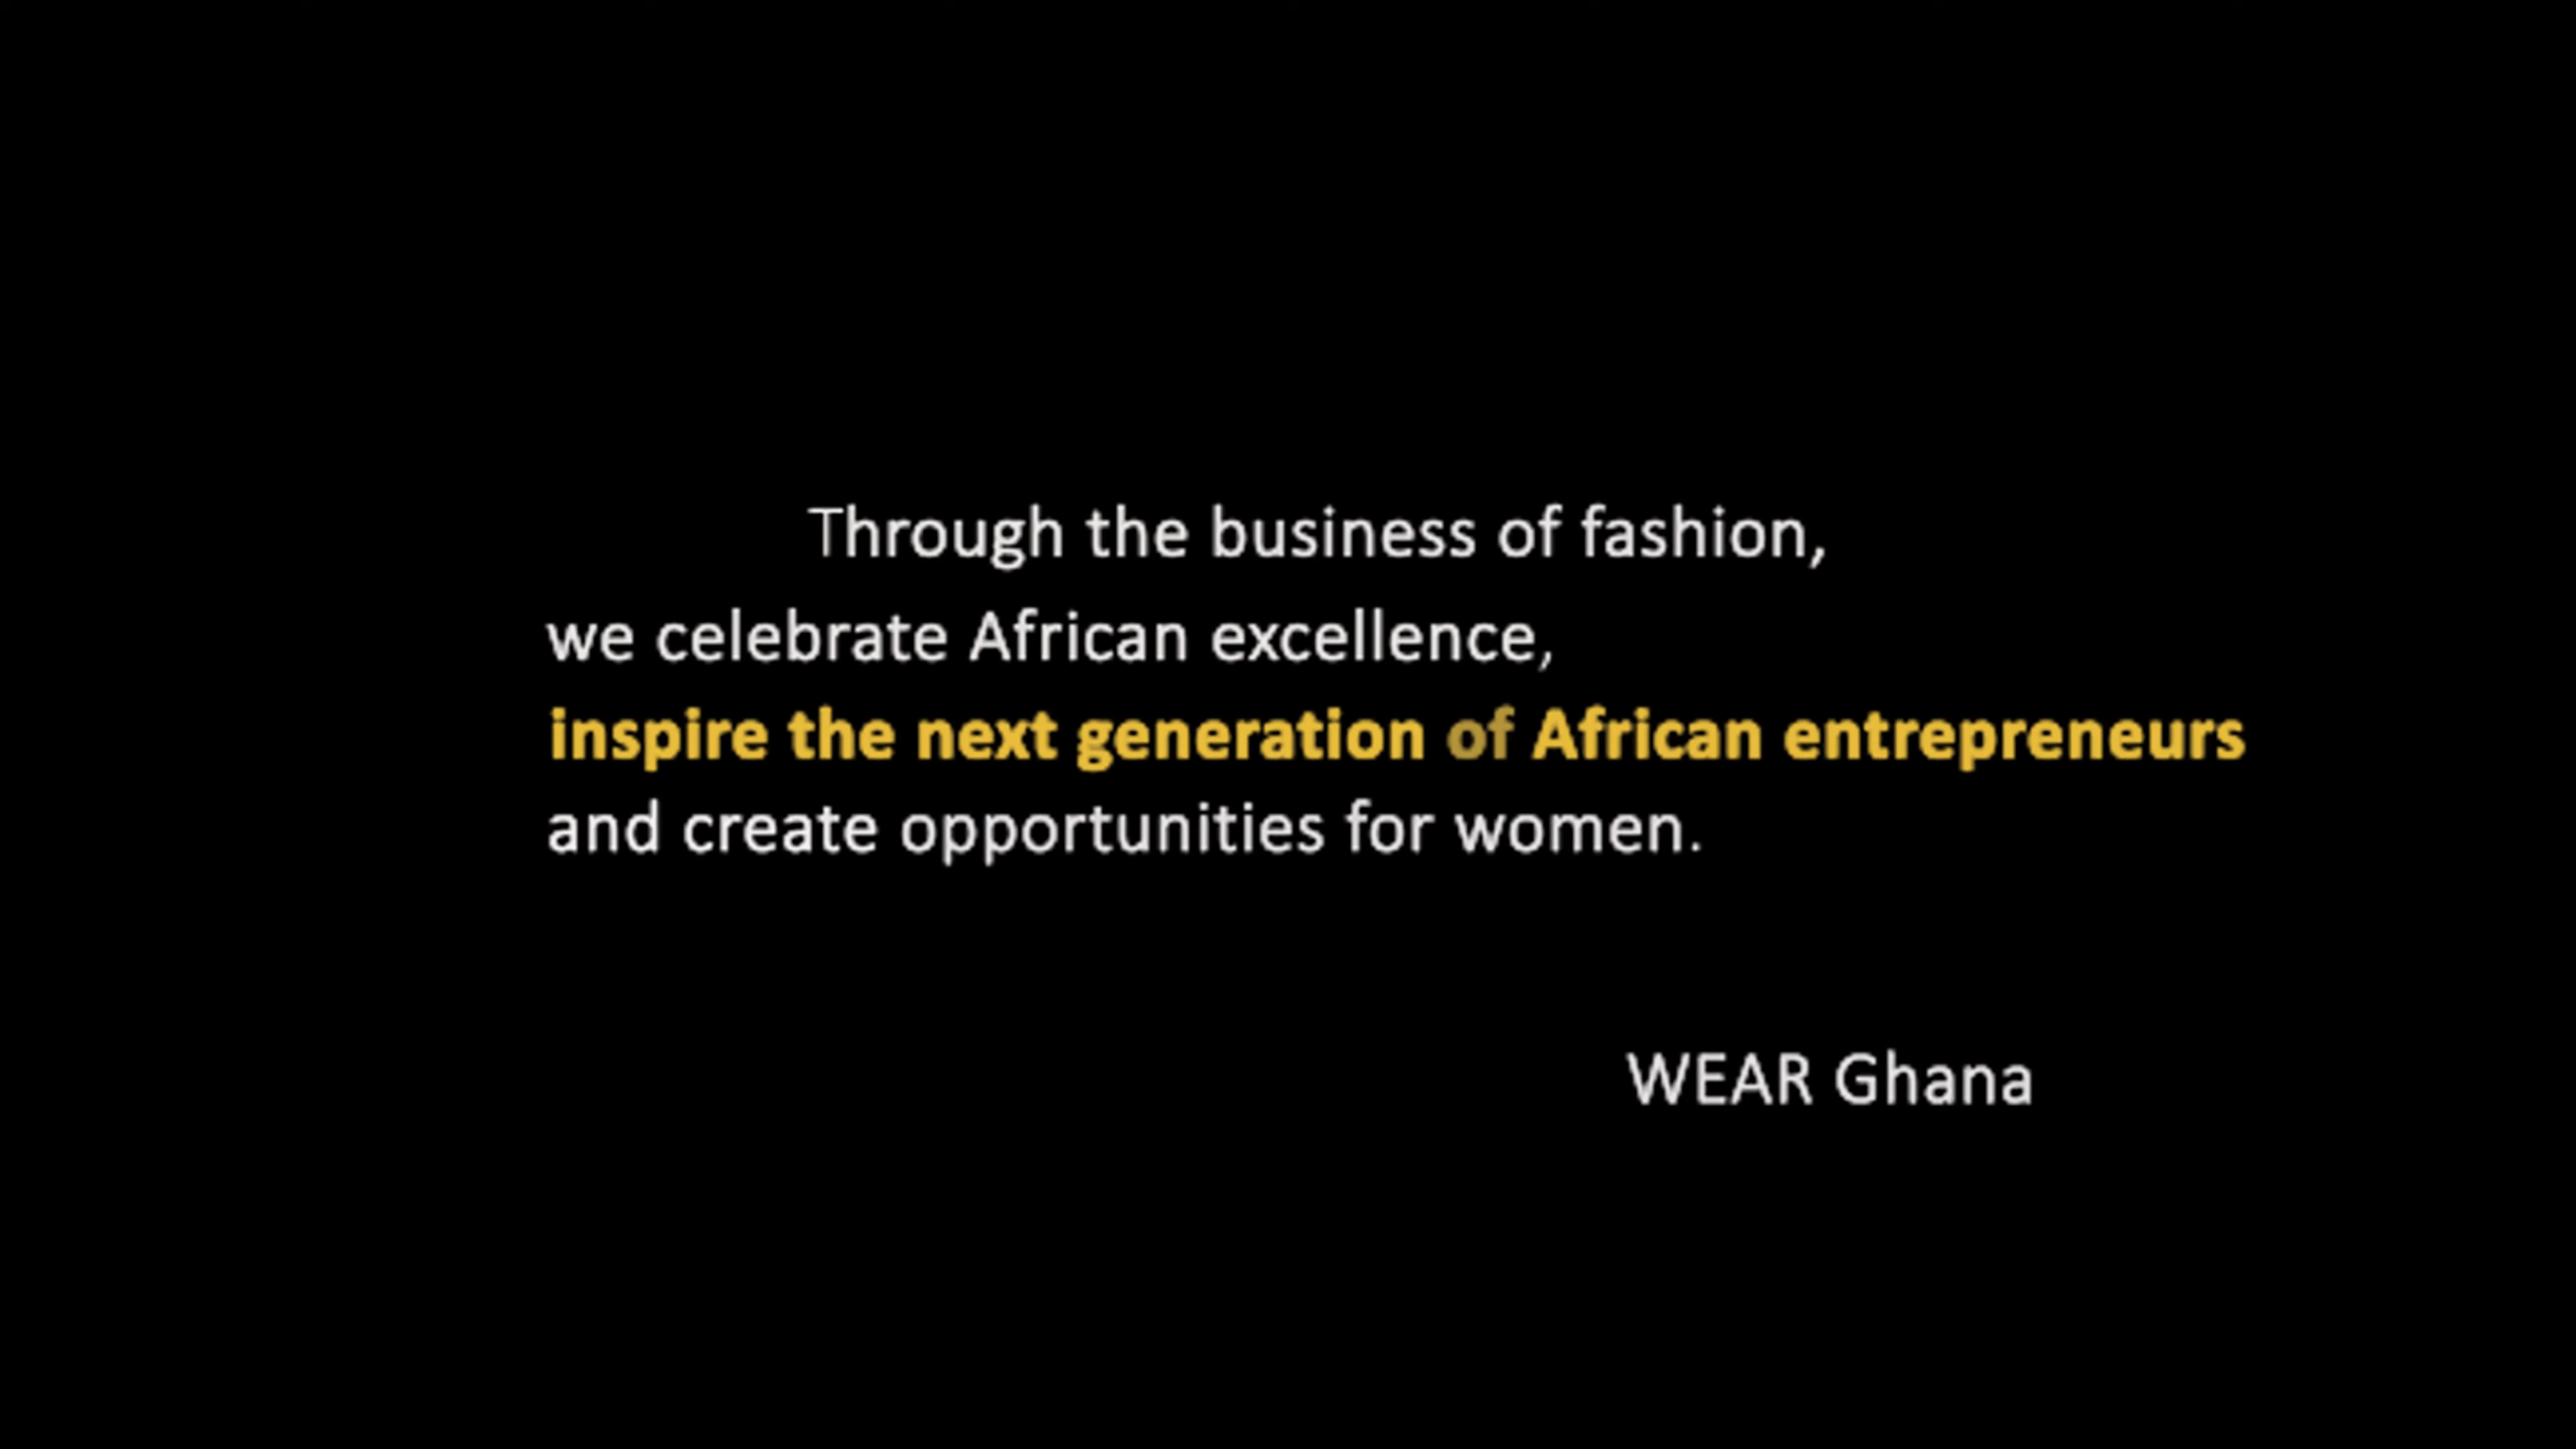 Through the business of fashion,
we celebrate African excellence,
inspire the next generation of African entrepreneurs
and create opportunities for women.
WEAR Ghana